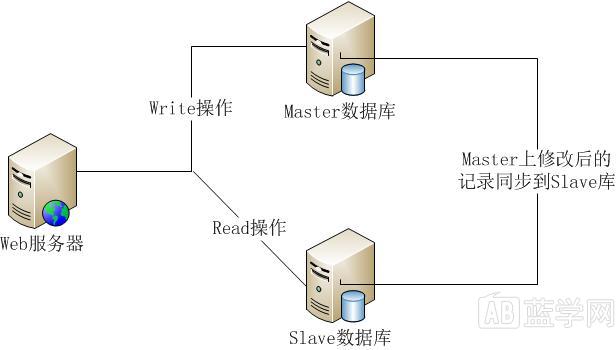 Write操作
Master数据库
Master上修改后的
记录同步到Slave库
Read操作
Web服务器
Slave数据库
AB 蓝学网